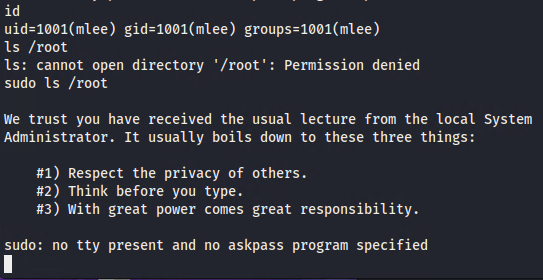 id
uid=1001(mlee) gid=1001(mlee) groups=1001(mlee)
ls /root
ls: cannot open directory '/root': Permission denied
sudo ls /root
We trust you have received the usual lecture from the local System
Administrator. It usually boils down to these three things:
#1) Respect the privacy of others.
#2) Think before you type.
#3) With great power comes great responsibility.
sudo: no tty present and no askpass program specified